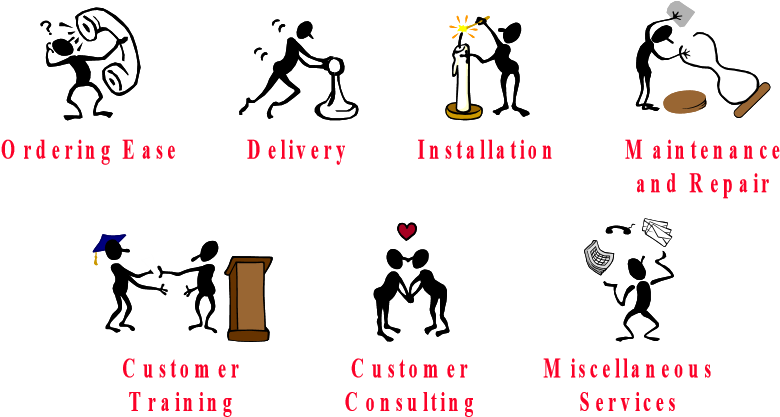 ?
Ordering Ease
Delivery
Installation
Maintenance
and Repair
Customer
Training
Customer
Consulting
Miscellaneous
Services